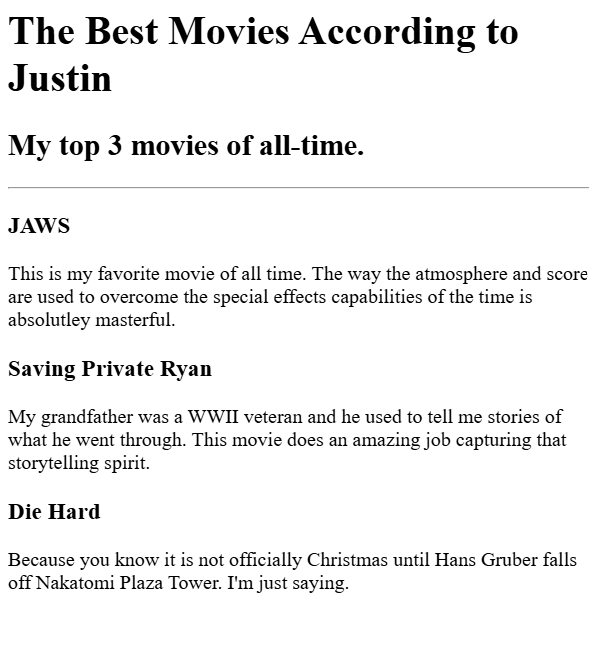 The Best Movies According to
Justin
My top 3 movies of all-time.
JAWS
This is my favorite movie of all time. The way the atmosphere and score
are used to overcome the special effects capabilities of the time is
absolutley masterful.
Saving Private Ryan
My grandfather was a WWII veteran and he used to tell me stories of
what he went through. This movie does an amazing job capturing that
storytelling spirit.
Die Hard
Because you know it is not officially Christmas until Hans Gruber falls
off Nakatomi Plaza Tower. I'm just saying.